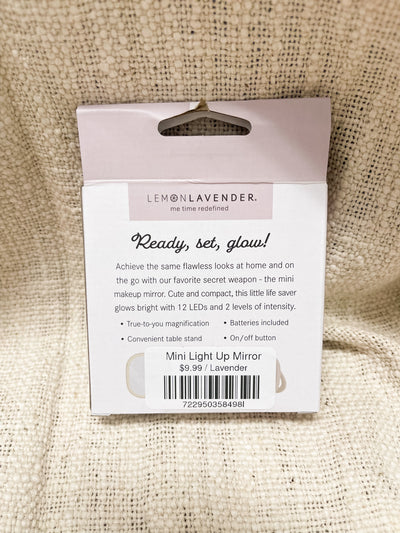 LEMONLAVENDER®
me time redefined
Ready, set, glow!
Achieve the same flawless looks at home and on
the go with our favorite secret weapon - the mini
makeup mirror. Cute and compact, this little life saver
glows bright with 12 LEDs and 2 levels of intensity.
• True-to-you magnification • Batteries included
• Convenient table stand • On/off button
Mini Light Up Mirror
$9.99 / Lavender
722950358498l